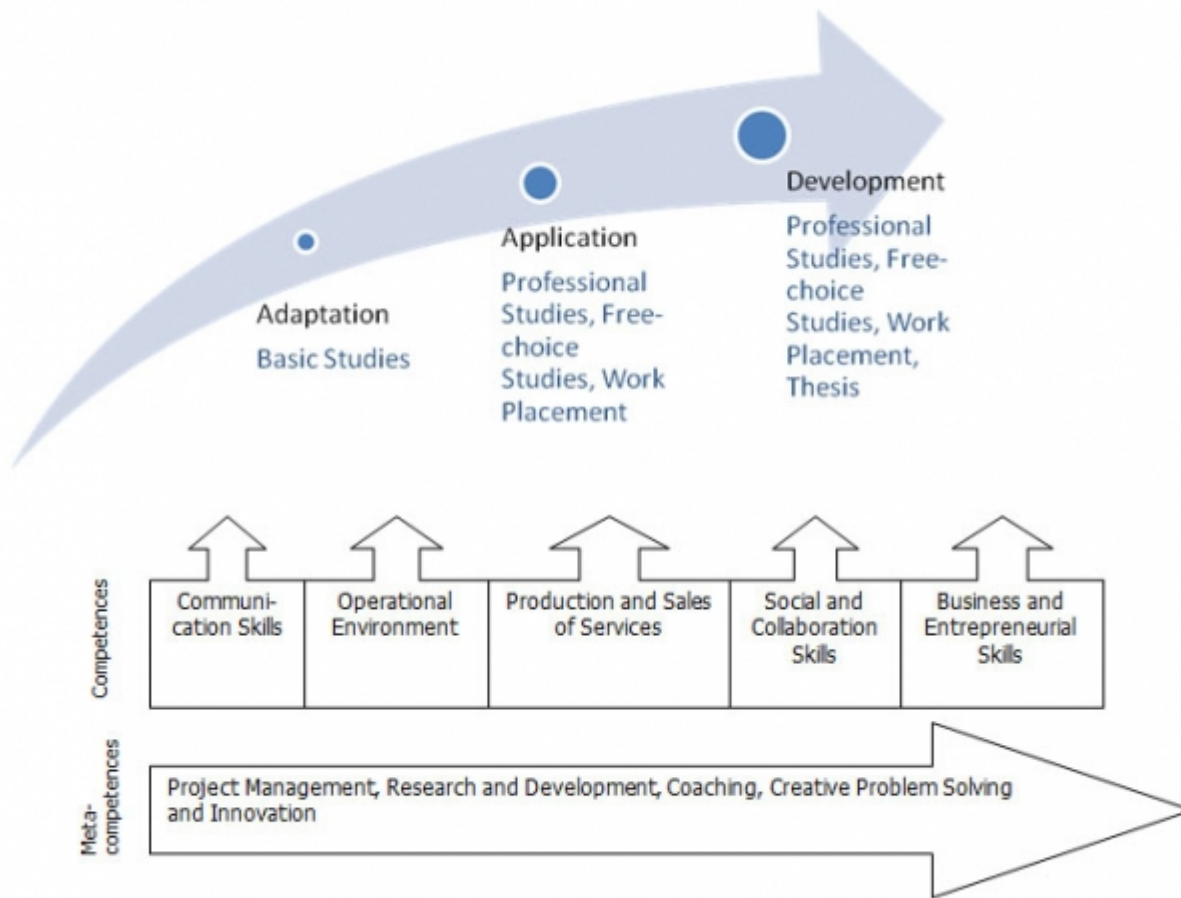 Development
Professional
Studies, Free-
choice
Studies, Work
Placement,
Thesis
Application
Professional
Studies, Free-
choice
Studies, Work
Placement
Adaptation
Basic Studies
Competences
Communi-
cation Skills
Operational
Environment
Production and Sales
of Services
Social and
Collaboration
Skills
Business and
Entrepreneurial
Skills
Meta-
competences
Project Management, Research and Development, Coaching, Creative Problem Solving
and Innovation